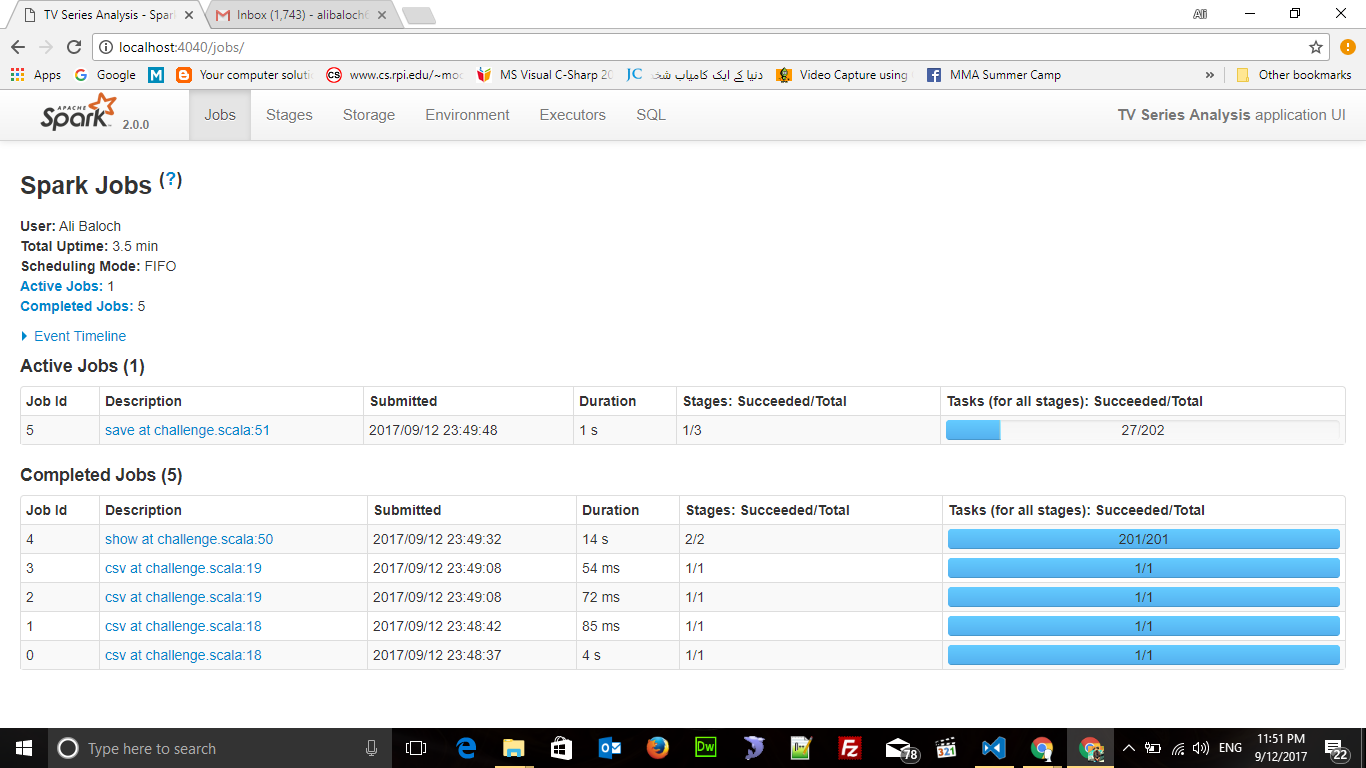 TV Series Analysis - Spar
Inbox (1,743) - alibaloch
Ali
localhost:4040/jobs/
Apps Google M Your computer soluti CS www.cs.rpi.edu/~moc MS Visual C-Sharp 20 JC دنیا کے ایک کامیاب شخ Video Capture using MMA Summer Camp » Other bookmarks
APACHE Spark 2.0.0 Jobs Stages Storage Environment Executors SQL TV Series Analysis application UI
Spark Jobs (?)
User: Ali Baloch
Total Uptime: 3.5 min
Scheduling Mode: FIFO
Active Jobs: 1
Completed Jobs: 5
Event Timeline
Active Jobs (1)
Job Id Description Submitted Duration Stages: Succeeded/Total Tasks (for all stages): Succeeded/Total
5 save at challenge.scala:51 2017/09/12 23:49:48 1 s 1/3 27/202
Completed Jobs (5)
Job Id Description Submitted Duration Stages: Succeeded/Total Tasks (for all stages): Succeeded/Total
4 show at challenge.scala:50 2017/09/12 23:49:32 14 s 2/2 201/201
3 csv at challenge.scala:19 2017/09/12 23:49:08 54 ms 1/1 1/1
2 csv at challenge.scala:19 2017/09/12 23:49:08 72 ms 1/1 1/1
1 csv at challenge.scala:18 2017/09/12 23:48:42 85 ms 1/1 1/1
0 csv at challenge.scala:18 2017/09/12 23:48:37 4 s 1/1 1/1
Type here to search Dw 78 321 ENG 11:51 PM
9/12/2017 22